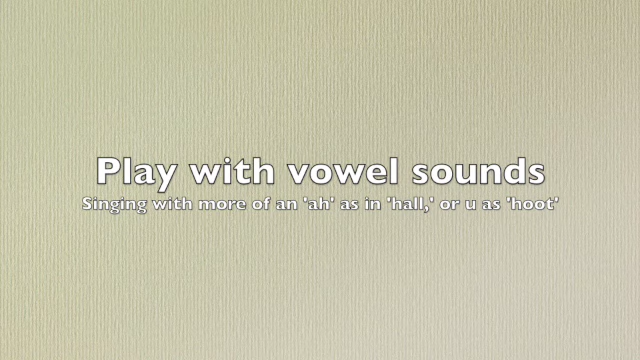 Play with vowel sounds
Singing with more of an 'ah' as in 'hall,' or u as 'hoot'